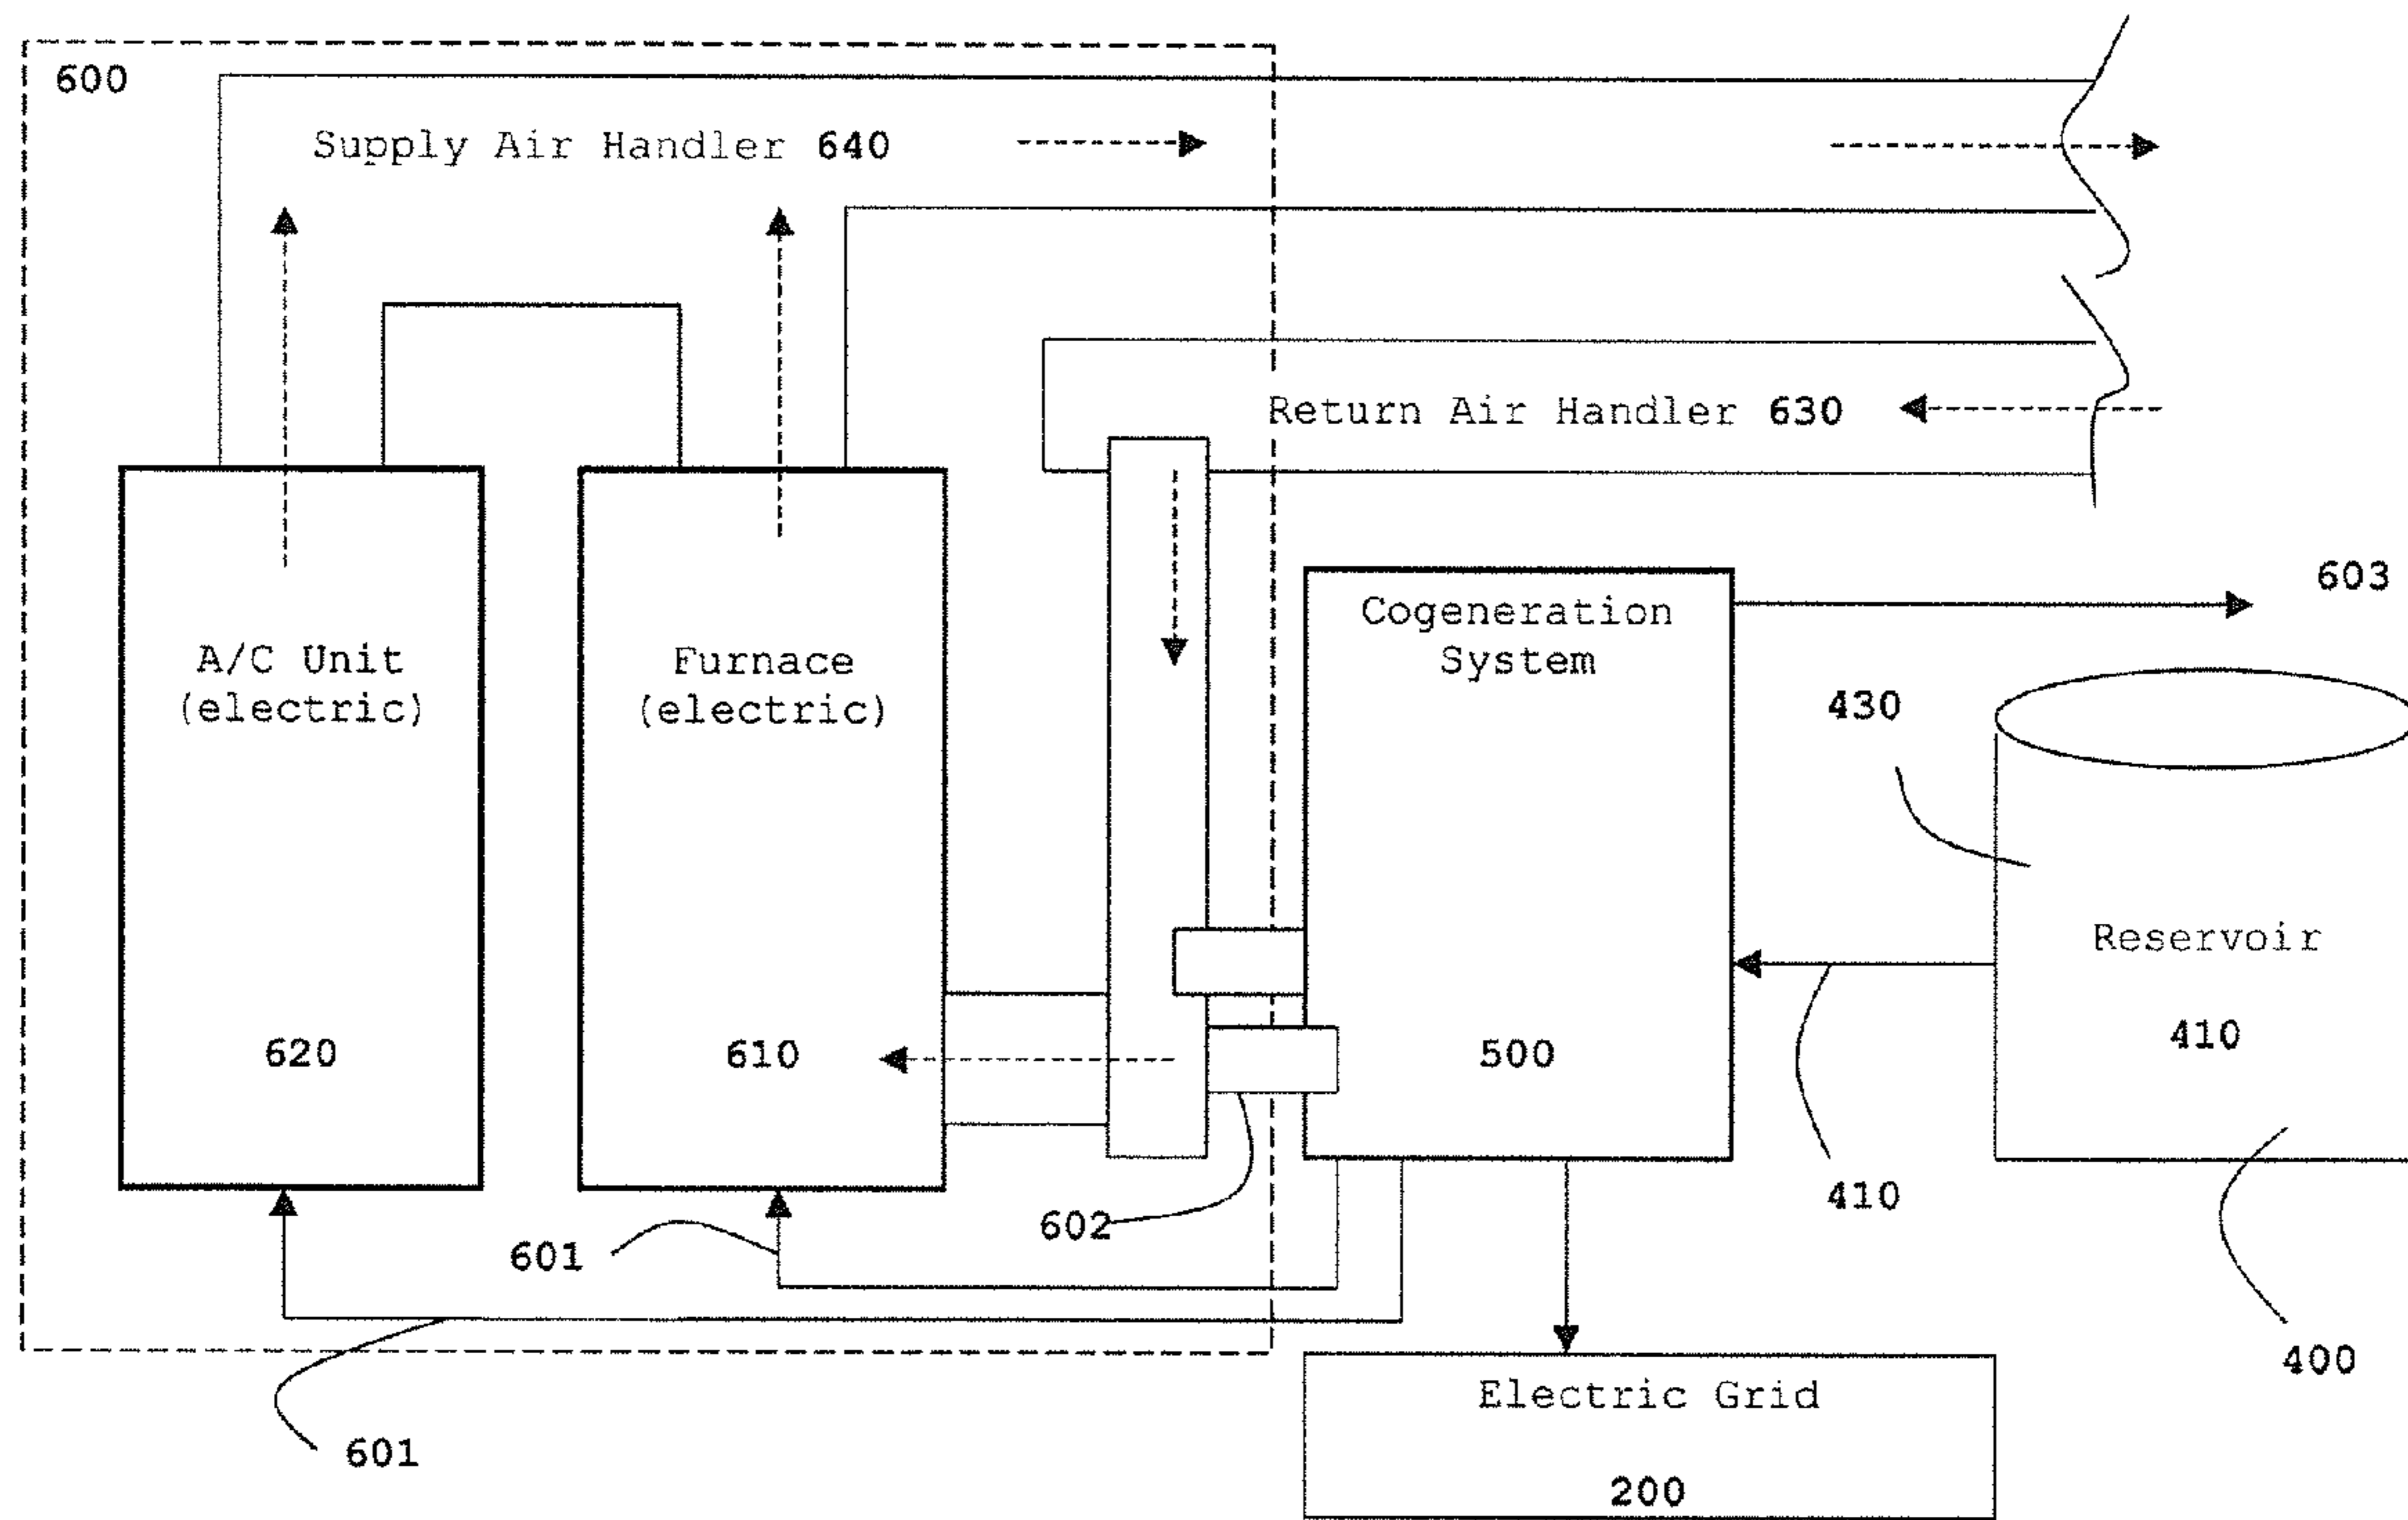 600
Supply Air Handler 640
Return Air Handler 630
603
Cogeneration
System
A/C Unit
(electric)
Furnace
(electric)
430
Reservoir
410
620
610
500
410
602
601
400
Electric Grid
601
200